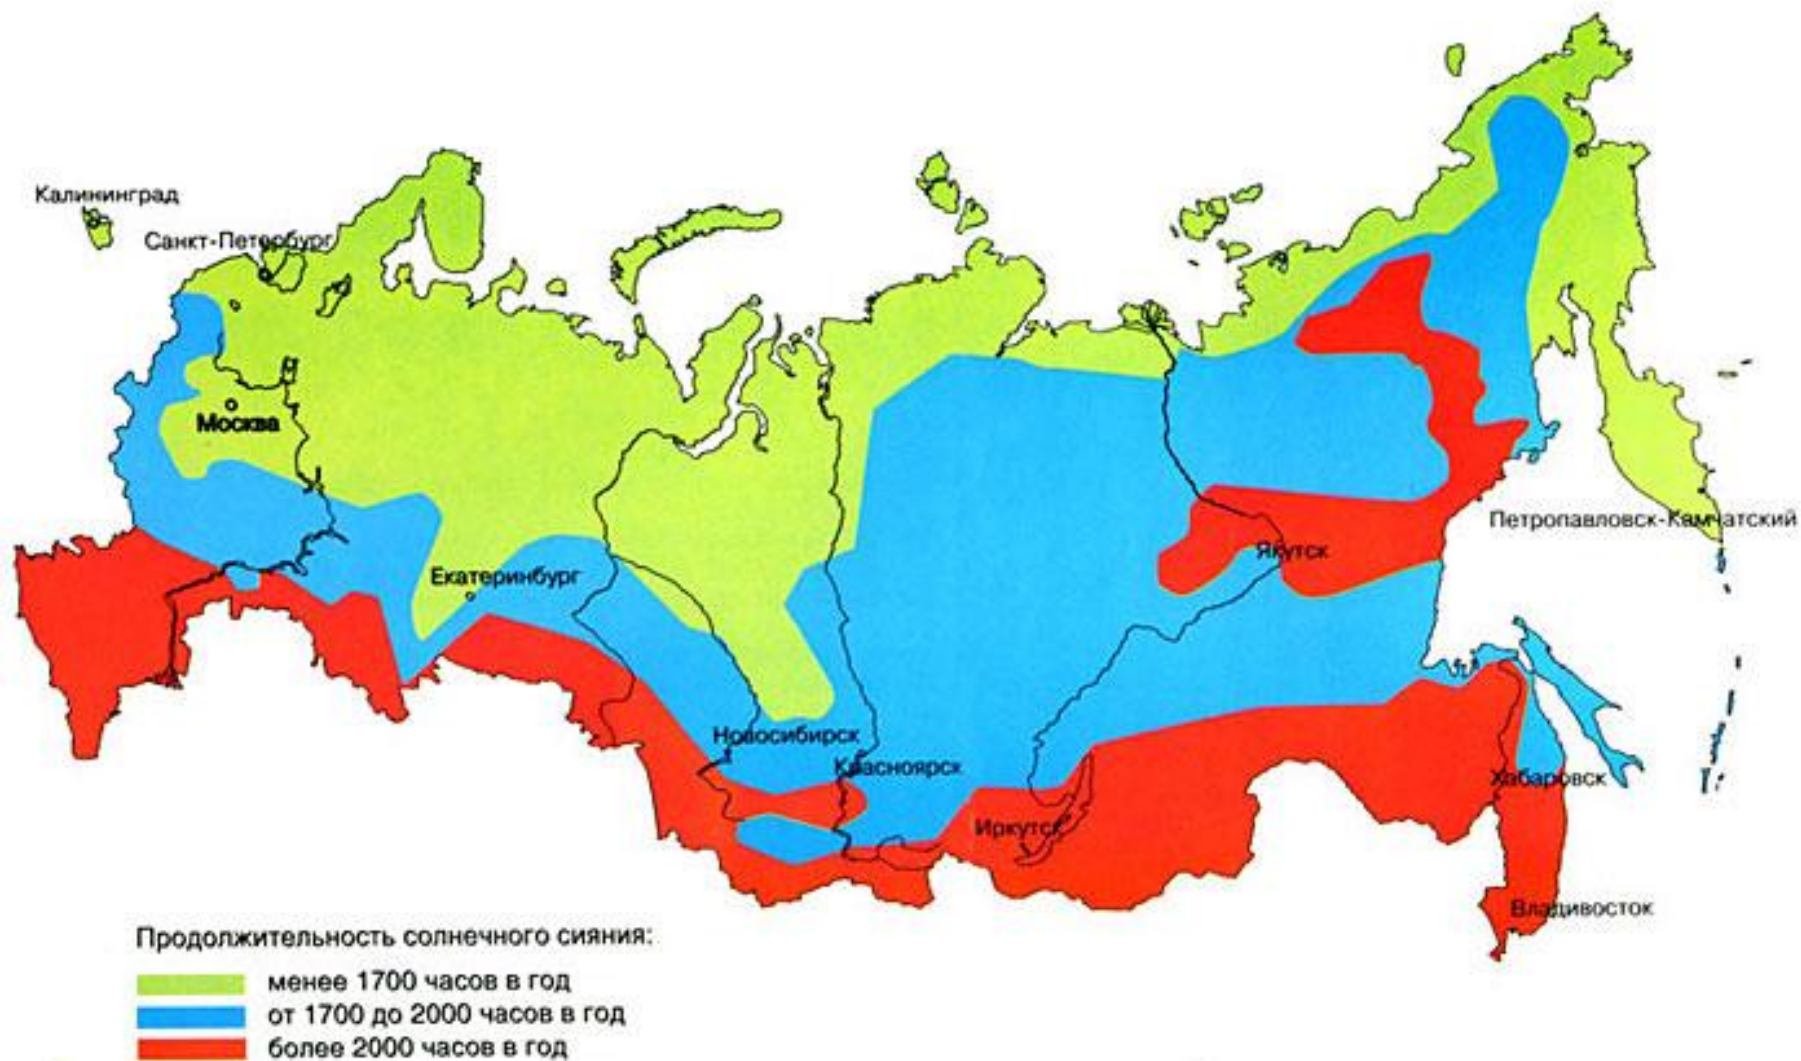 Калининград
Санкт-Петербург
Москва
Петропавловск-Камчатский
Якутск
Екатеринбург
Новосибирск
Красноярск
Хабаровск
Иркутск
Владивосток
Продолжительность солнечного сияния:
менее 1700 часов в год
от 1700 до 2000 часов в год
более 2000 часов в год